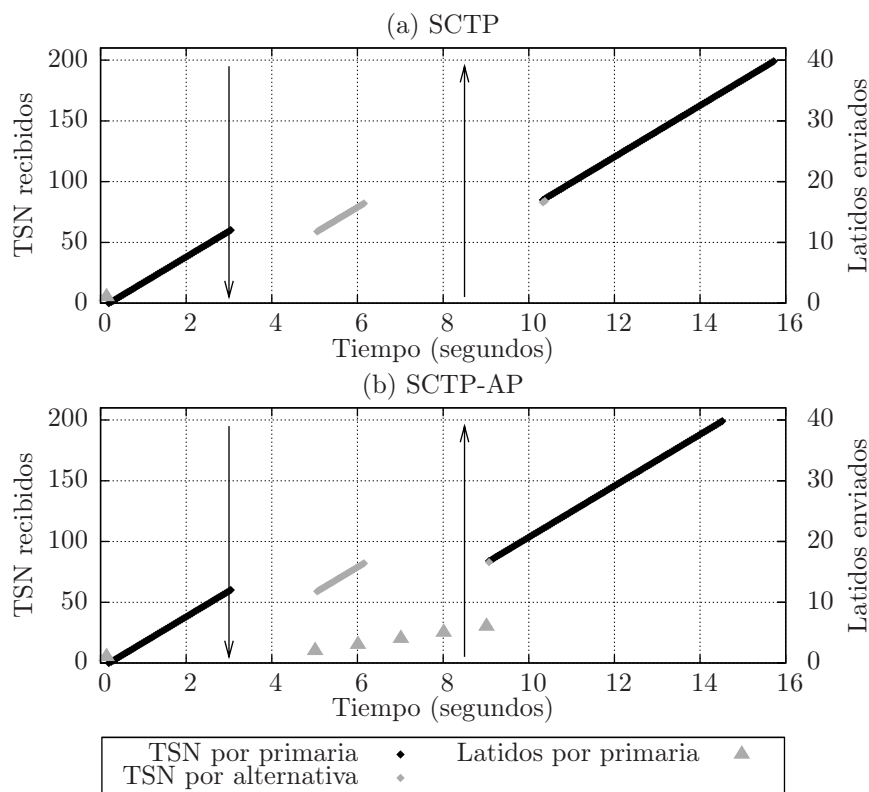 (a) SCTP
TSN recibidos
200
150
100
50
0
40
30
20
10
0
Latidos enviados
0 2 4 6 8 10 12 14 16
Tiempo (segundos)
(b) SCTP-AP
TSN recibidos
200
150
100
50
0
40
30
20
10
0
Latidos enviados
0 2 4 6 8 10 12 14 16
Tiempo (segundos)
TSN por primaria
Latidos por primaria
TSN por alternativa